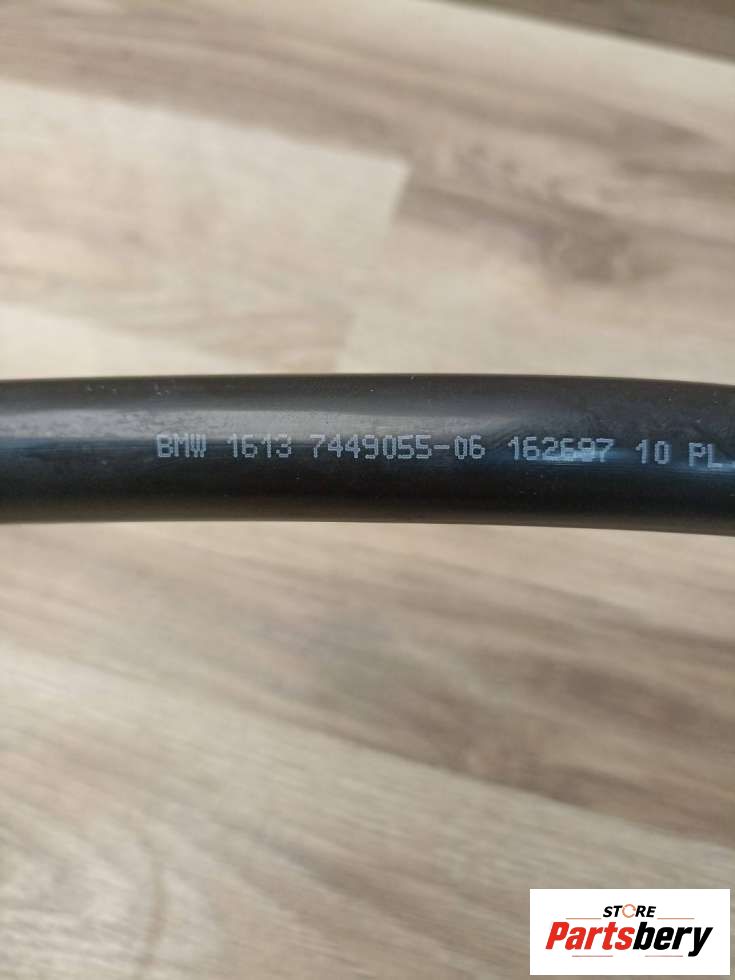 BMW 1613 7449055-06 162697 10 PL
STORE
Partsbery